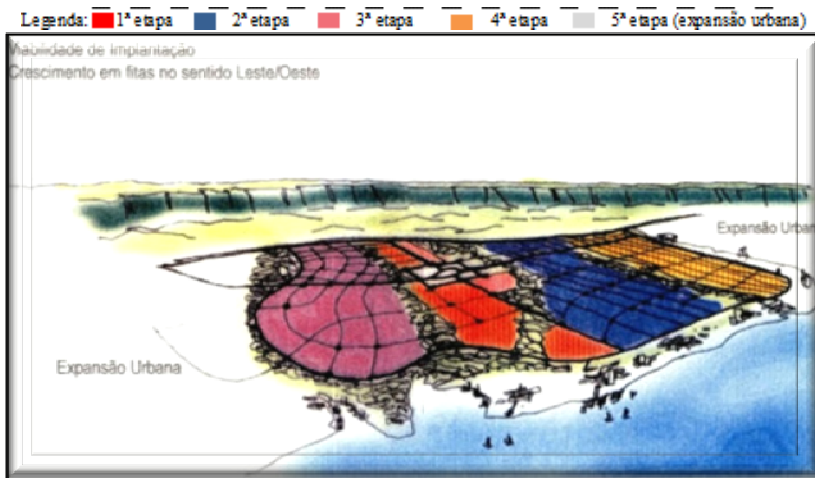 Legenda: 1ª etapa 2ª etapa 3ª etapa 4ª etapa 5ª etapa (expansão urbana)
Viabilidade de Implantação
Crescimento em fitas no sentido Leste/Oeste
Expansão Urban
Expansão Urbana